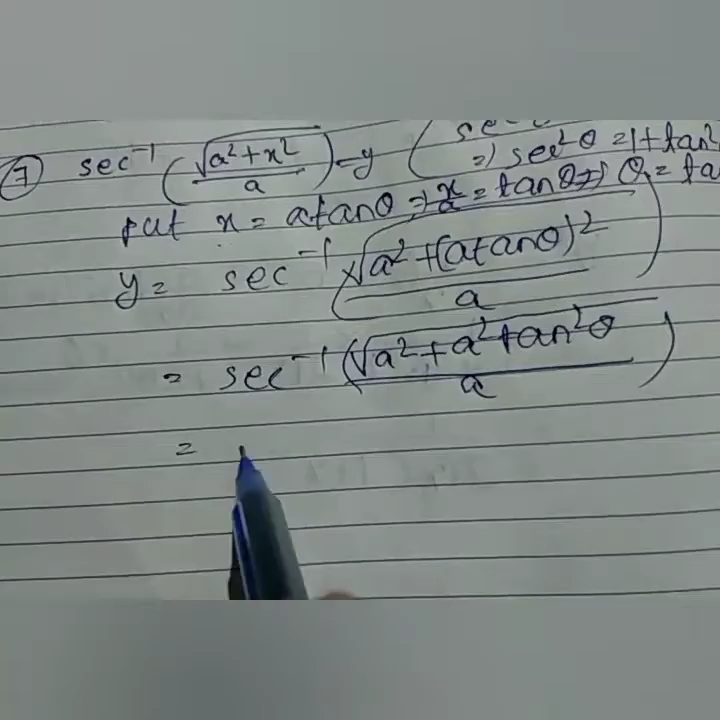 ⑦ sec⁻¹(√(a²+x²)/a) = y (
⇒) sec²θ = 1 + tan²
put x = a tanθ ⇒ x/a = tanθ ⇒ θ = ta
y = sec⁻¹(√(a²+(a tanθ)²)/a)
= sec⁻¹(√(a²+a²tan²θ)/a)
=